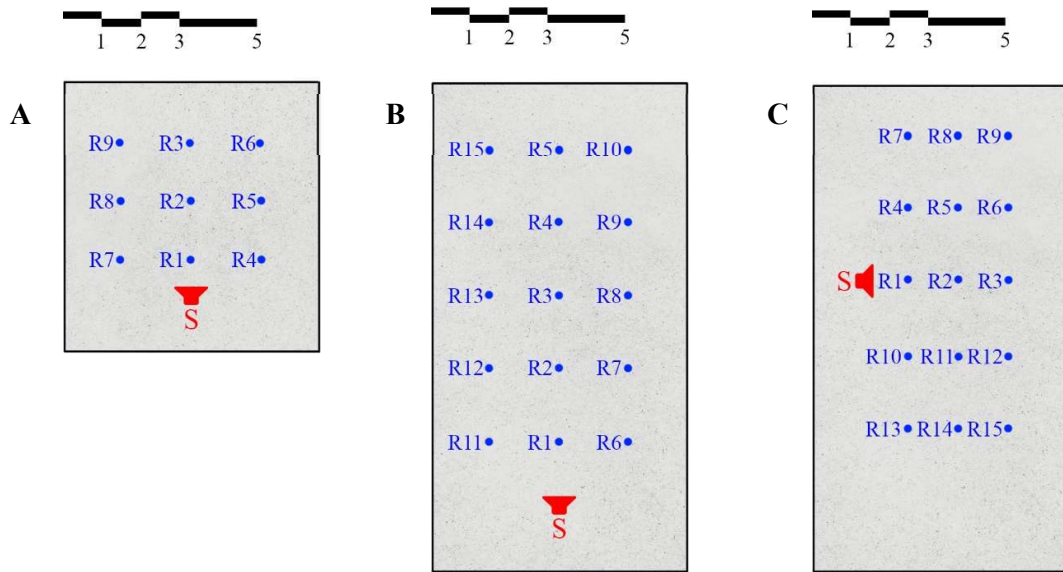 1 2 3 5
A
R9 R3 R6
R8 R2 R5
R7 R1 R4
S
1 2 3 5
B
R15 R5 R10
R14 R4 R9
R13 R3 R8
R12 R2 R7
R11 R1 R6
S
1 2 3 5
C
R7 R8 R9
R4 R5 R6
S R1 R2 R3
R10 R11 R12
R13 R14 R15